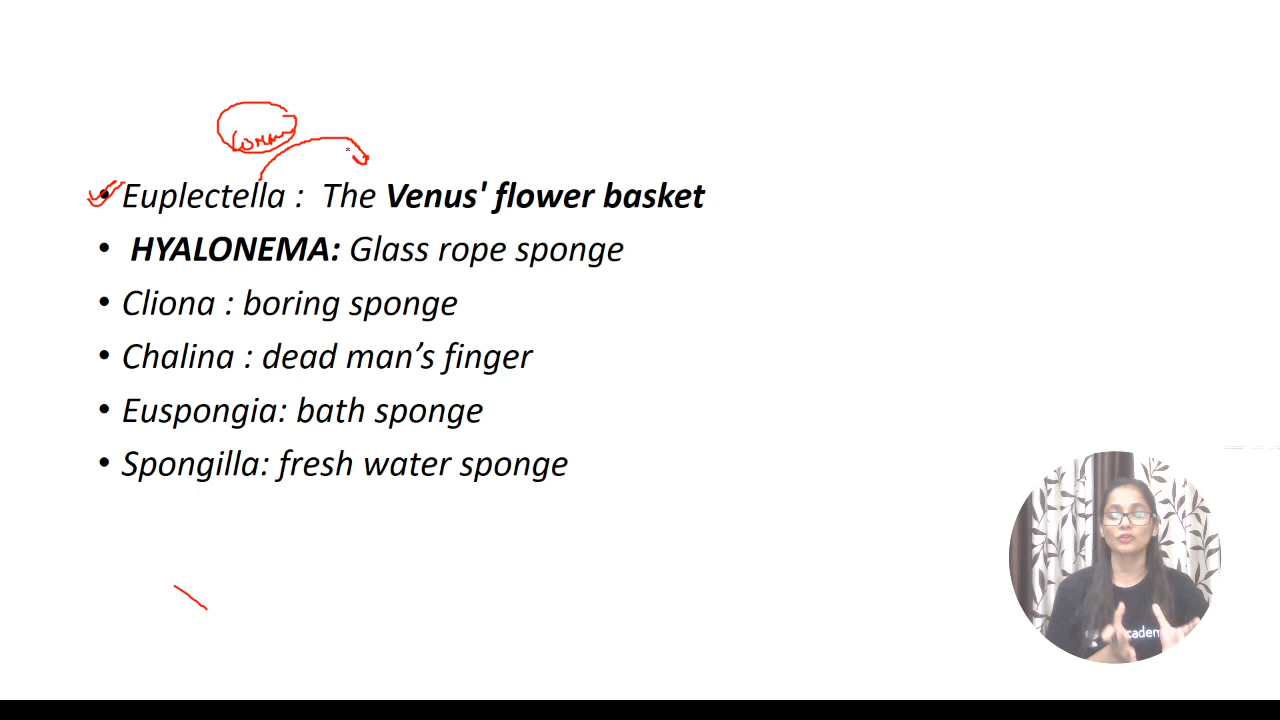 • Euplectella :  The Venus' flower basket
• HYALONEMA: Glass rope sponge
• Cliona : boring sponge
• Chalina : dead man’s finger
• Euspongia: bath sponge
• Spongilla: fresh water sponge
cadem